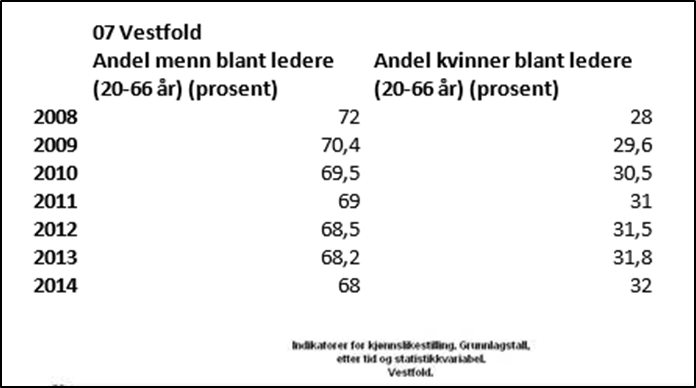 07 Vestfold
Andel menn blant ledere Andel kvinner blant ledere
(20-66 år) (prosent) (20-66 år) (prosent)
2008 72 28
2009 70,4 29,6
2010 69,5 30,5
2011 69 31
2012 68,5 31,5
2013 68,2 31,8
2014 68 32
Indikatorer for kjønnslikestilling, Grunnlagstall,
etter tid og statistikkvariabel.
Vestfold.